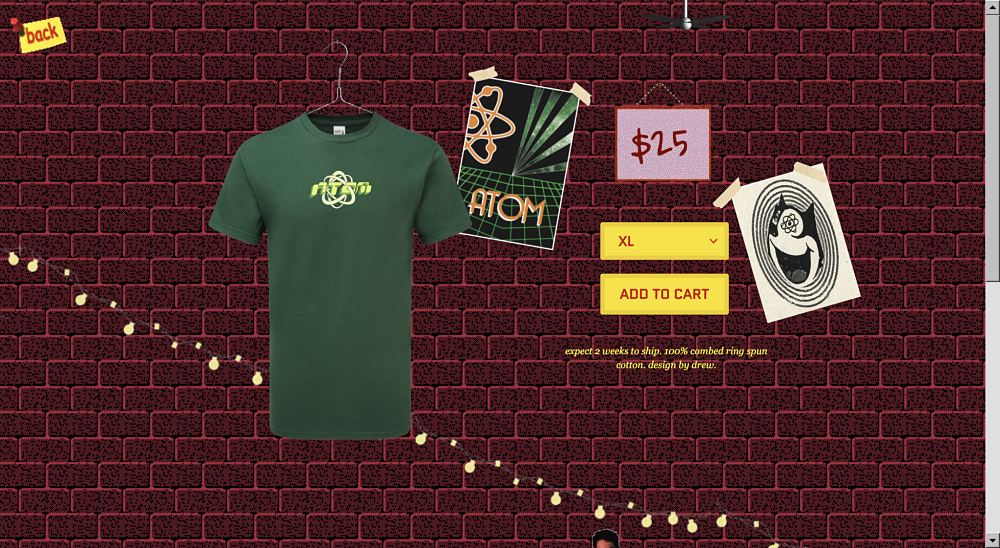 back
ATOM
ATOM
$25
XL
ADD TO CART
expect 2 weeks to ship. 100% combed ring spun
cotton. design by drew.